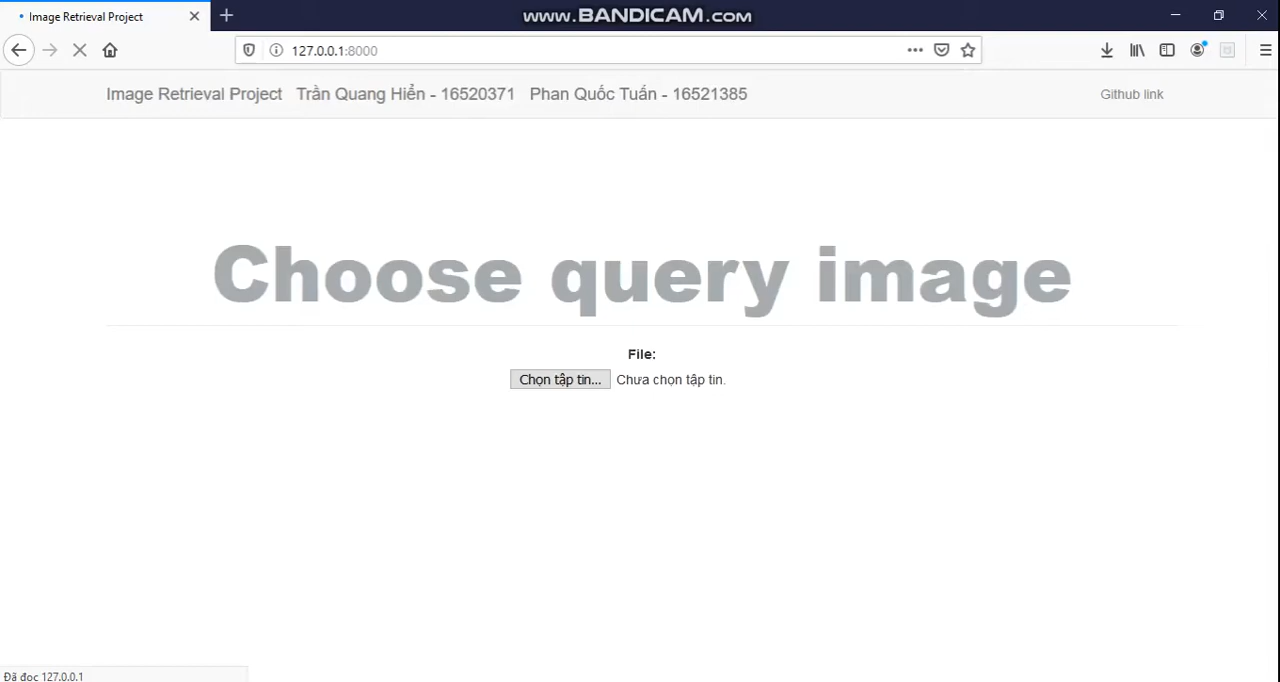 Image Retrieval Project
www.BANDICAM.com
127.0.0.1:8000
Image Retrieval Project Trần Quang Hiển - 16520371 Phan Quốc Tuấn - 16521385 Github link
Choose query image
File:
Chọn tập tin... Chưa chọn tập tin.
Đã đọc 127.0.0.1